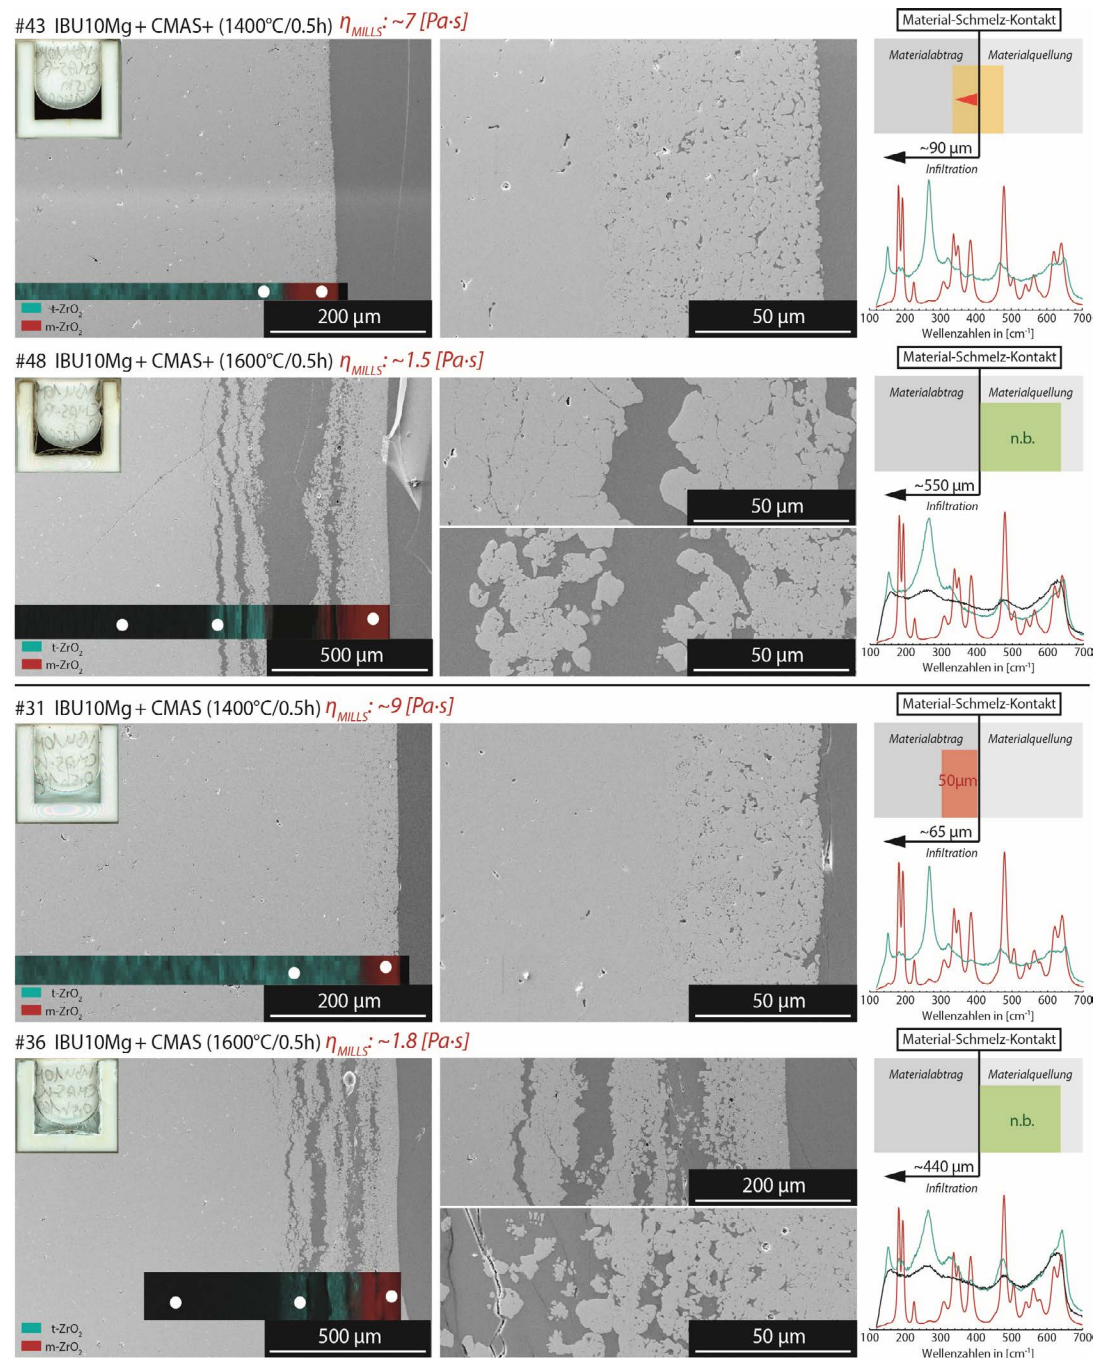 #43 IBU10Mg + CMAS+ (1400°C/0.5h) η_MILLS: ~7 [Pa·s]
Material-Schmelz-Kontakt
Materialabtrag Materialquellung
~90 µm
Infiltration
t-ZrO₂
m-ZrO₂
200 µm
50 µm
100 200 300 400 500 600 700
Wellenzahlen in [cm⁻¹]
#48 IBU10Mg + CMAS+ (1600°C/0.5h) η_MILLS: ~1.5 [Pa·s]
Material-Schmelz-Kontakt
Materialabtrag Materialquellung
n.b.
~550 µm
Infiltration
50 µm
t-ZrO₂
m-ZrO₂
500 µm
50 µm
100 200 300 400 500 600 700
Wellenzahlen in [cm⁻¹]
#31 IBU10Mg + CMAS (1400°C/0.5h) η_MILLS: ~9 [Pa·s]
Material-Schmelz-Kontakt
Materialabtrag Materialquellung
50µm
~65 µm
Infiltration
t-ZrO₂
m-ZrO₂
200 µm
50 µm
100 200 300 400 500 600 700
Wellenzahlen in [cm⁻¹]
#36 IBU10Mg + CMAS (1600°C/0.5h) η_MILLS: ~1.8 [Pa·s]
Material-Schmelz-Kontakt
Materialabtrag Materialquellung
n.b.
~440 µm
Infiltration
200 µm
t-ZrO₂
m-ZrO₂
500 µm
50 µm
100 200 300 400 500 600 700
Wellenzahlen in [cm⁻¹]